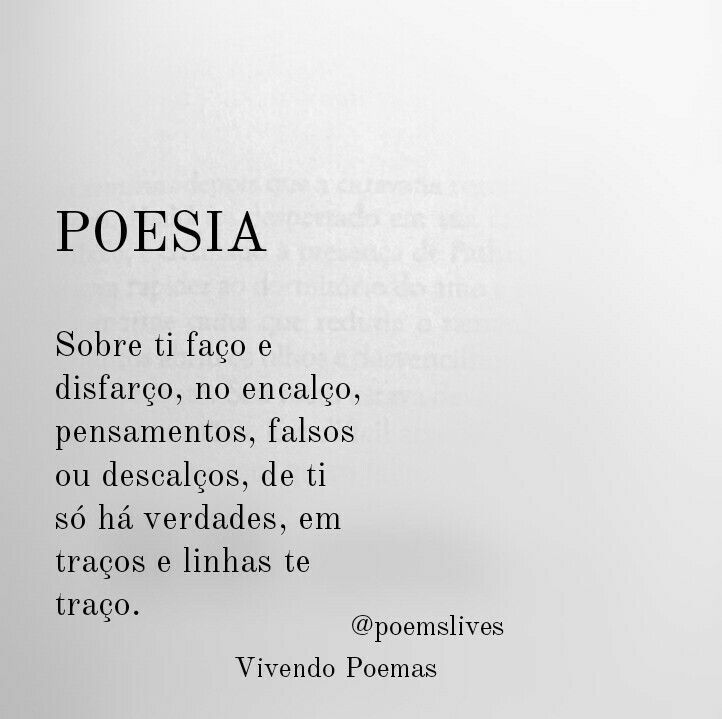 POESIA
Sobre ti faço e
disfarço, no encalço,
pensamentos, falsos
ou descalços, de ti
só há verdades, em
traços e linhas te
traço.
@poemslives
Vivendo Poemas